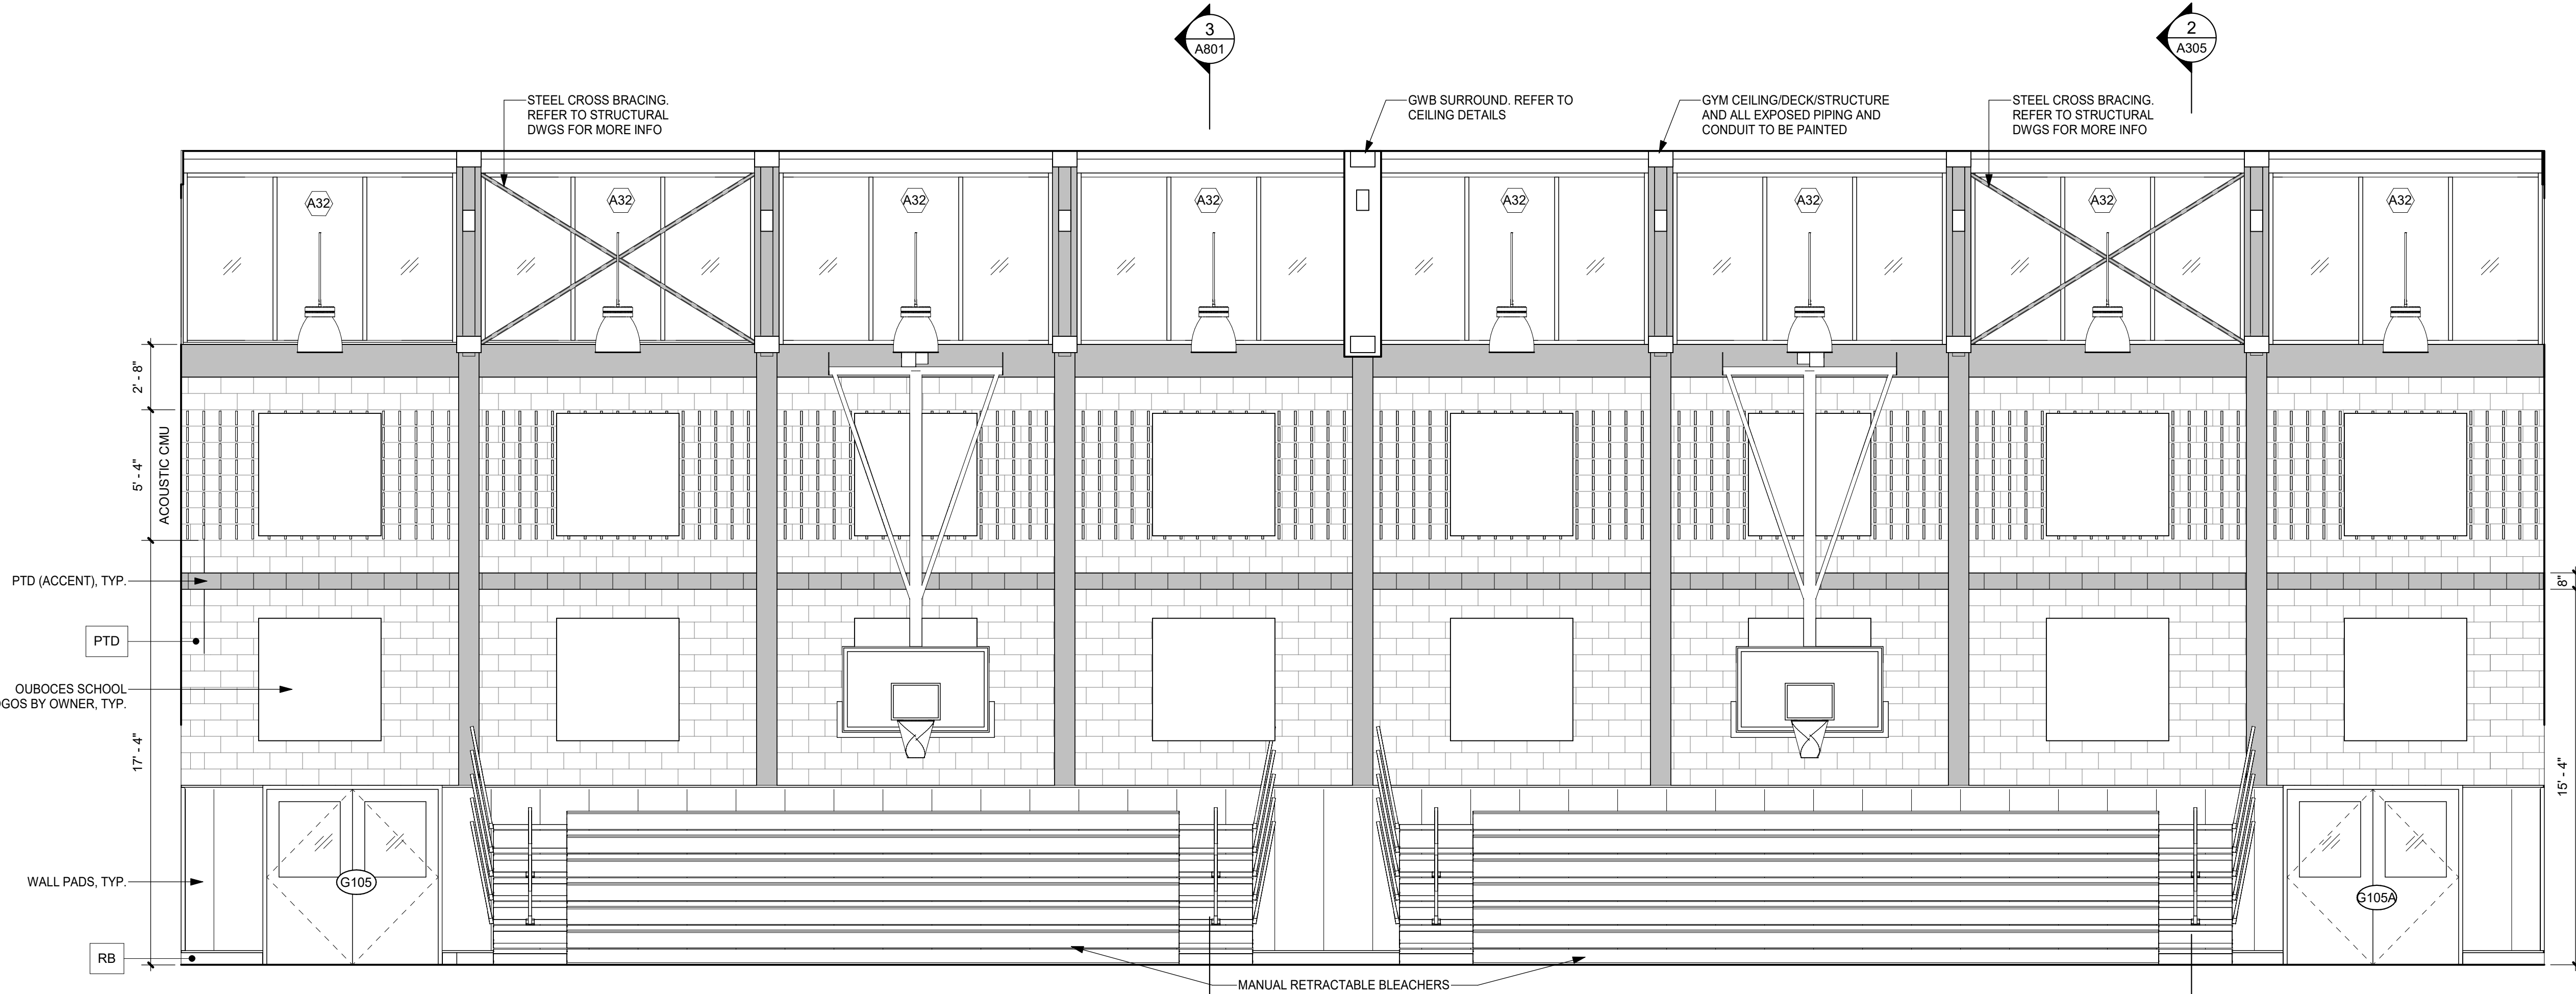 3
A801
2
A305
STEEL CROSS BRACING.
REFER TO STRUCTURAL
DWGS FOR MORE INFO
GWB SURROUND. REFER TO
CEILING DETAILS
GYM CEILING/DECK/STRUCTURE
AND ALL EXPOSED PIPING AND
CONDUIT TO BE PAINTED
STEEL CROSS BRACING.
REFER TO STRUCTURAL
DWGS FOR MORE INFO
A32
A32
A32
A32
A32
A32
A32
A32
2' - 8"
5' - 4"
ACOUSTIC CMU
PTD (ACCENT), TYP.
8"
PTD
OUBOCES SCHOOL
OGOS BY OWNER, TYP.
17' - 4"
15' - 4"
WALL PADS, TYP.
G105
G105A
RB
MANUAL RETRACTABLE BLEACHERS